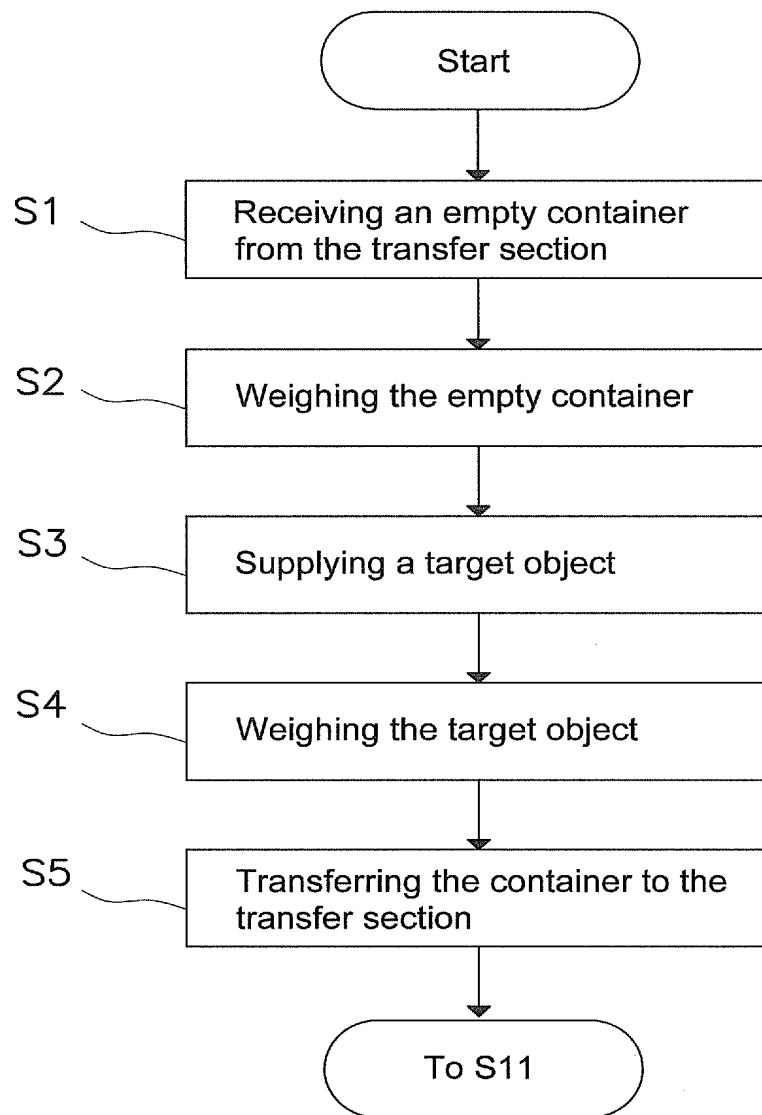 Start
S1
Receiving an empty container
from the transfer section
S2
Weighing the empty container
S3
Supplying a target object
S4
Weighing the target object
S5
Transferring the container to the
transfer section
To S11